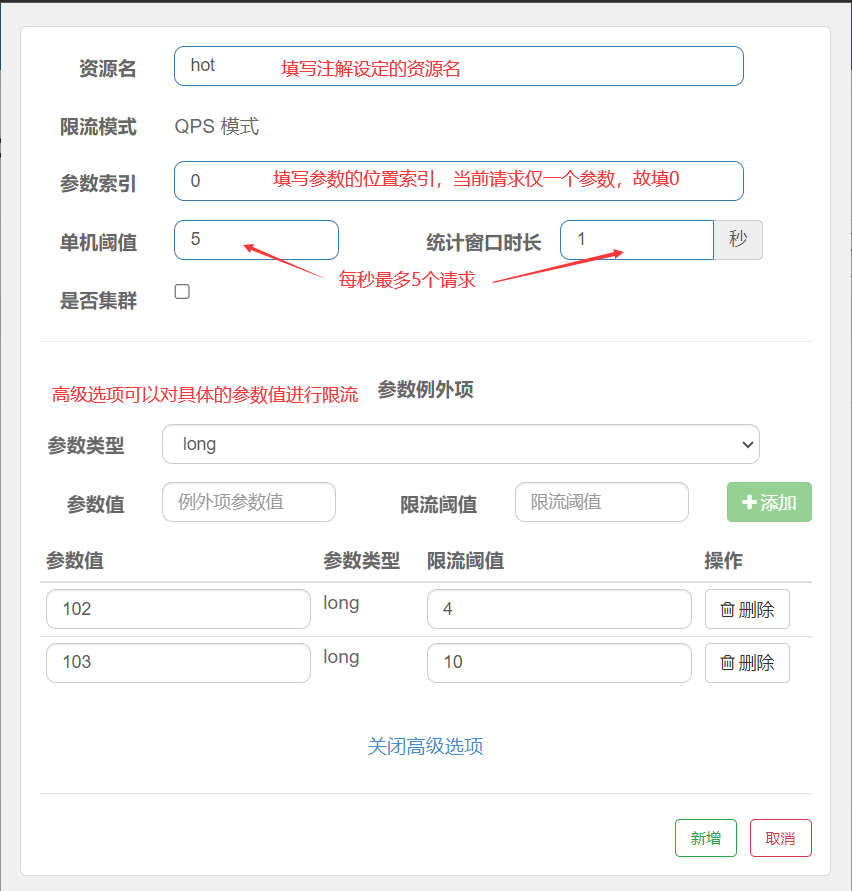 资源名 hot 填写注解设定的资源名
限流模式 QPS 模式
参数索引 0 填写参数的位置索引，当前请求仅一个参数，故填0
单机阈值 5 统计窗口时长 1 秒
每秒最多5个请求
是否集群
高级选项可以对具体的参数值进行限流 参数例外项
参数类型 long
参数值 例外项参数值 限流阈值 限流阈值 添加
参数值 参数类型 限流阈值 操作
102 long 4 删除
103 long 10 删除
关闭高级选项
新增 取消